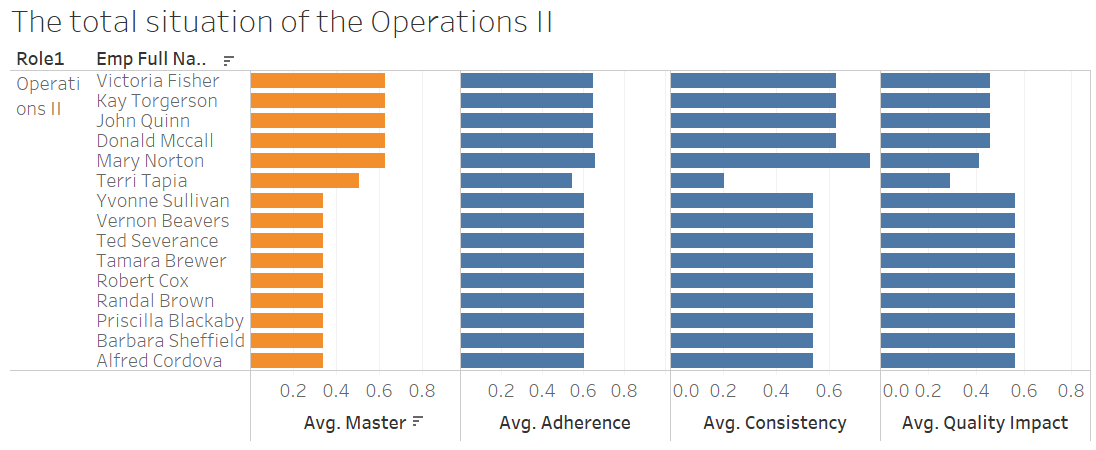 The total situation of the Operations II
Role1 Emp Full Na..
Operati
ons II
Victoria Fisher
Kay Torgerson
John Quinn
Donald Mccall
Mary Norton
Terri Tapia
Yvonne Sullivan
Vernon Beavers
Ted Severance
Tamara Brewer
Robert Cox
Randal Brown
Priscilla Blackaby
Barbara Sheffield
Alfred Cordova
0.2 0.4 0.6 0.8 0.2 0.4 0.6 0.8 0.0 0.2 0.4 0.6 0.0 0.2 0.4 0.6 0.8
Avg. Master Avg. Adherence Avg. Consistency Avg. Quality Impact